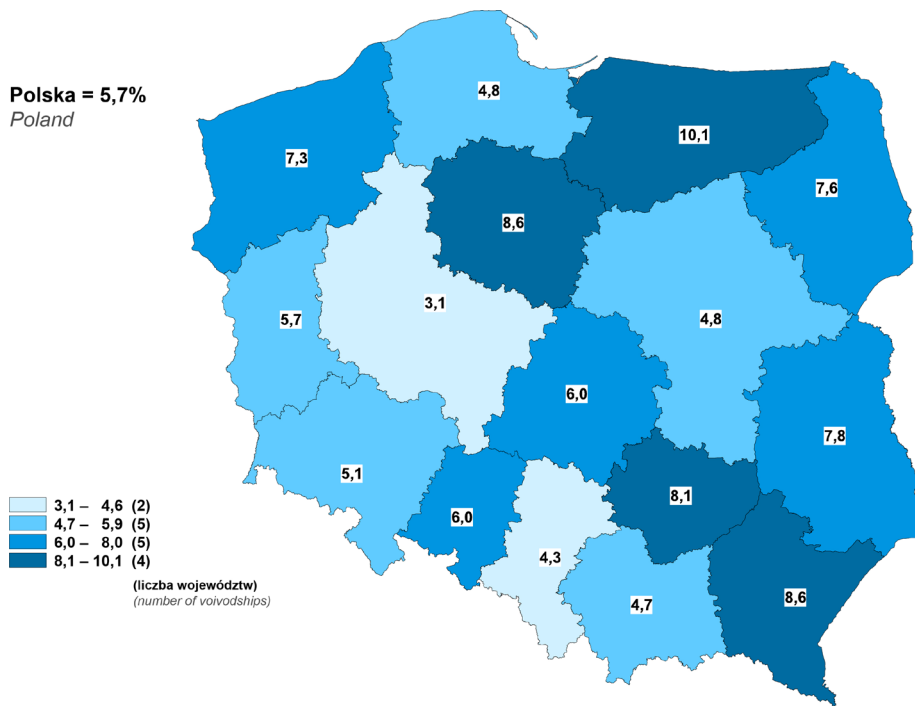 Polska = 5,7%
Poland
4,8
10,1
7,3
7,6
8,6
3,1
5,7
4,8
6,0
7,8
5,1
8,1
6,0
4,3
4,7
8,6
3,1 – 4,6 (2)
4,7 – 5,9 (5)
6,0 – 8,0 (5)
8,1 – 10,1 (4)
(liczba województw)
(number of voivodships)